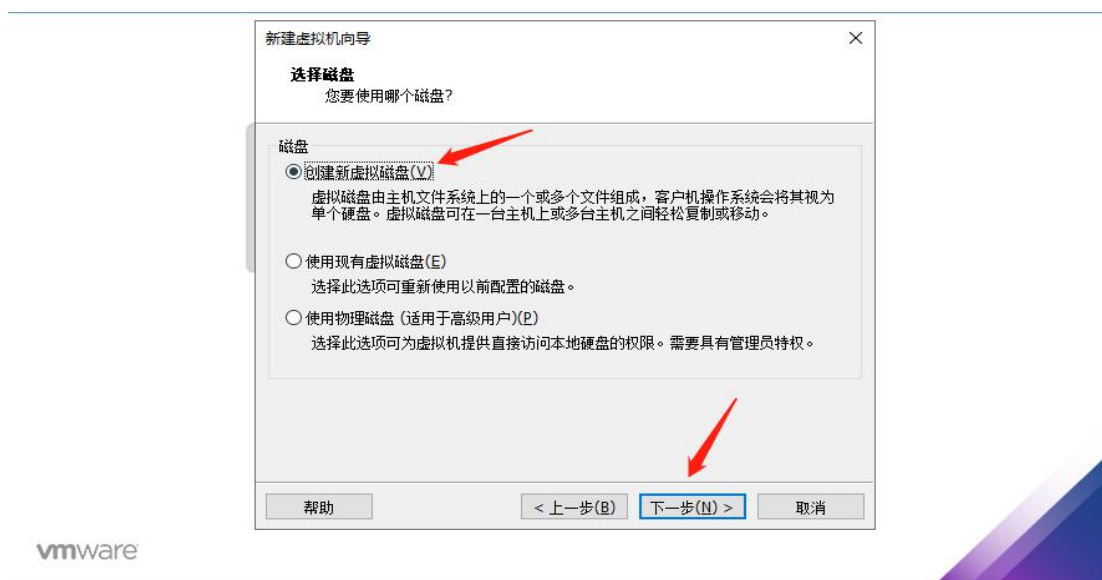 新建虚拟机向导
选择磁盘
您要使用哪个磁盘?
磁盘
创建新虚拟磁盘(V)
虚拟磁盘由主机文件系统上的一个或多个文件组成，客户机操作系统会将其视为
单个硬盘。虚拟磁盘可在一台主机上或多台主机之间轻松复制或移动。
使用现有虚拟磁盘(E)
选择此选项可重新使用以前配置的磁盘。
使用物理磁盘 (适用于高级用户)(P)
选择此选项可为虚拟机提供直接访问本地硬盘的权限。需要具有管理员特权。
帮助
< 上一步(B)
下一步(N) >
取消
vmware